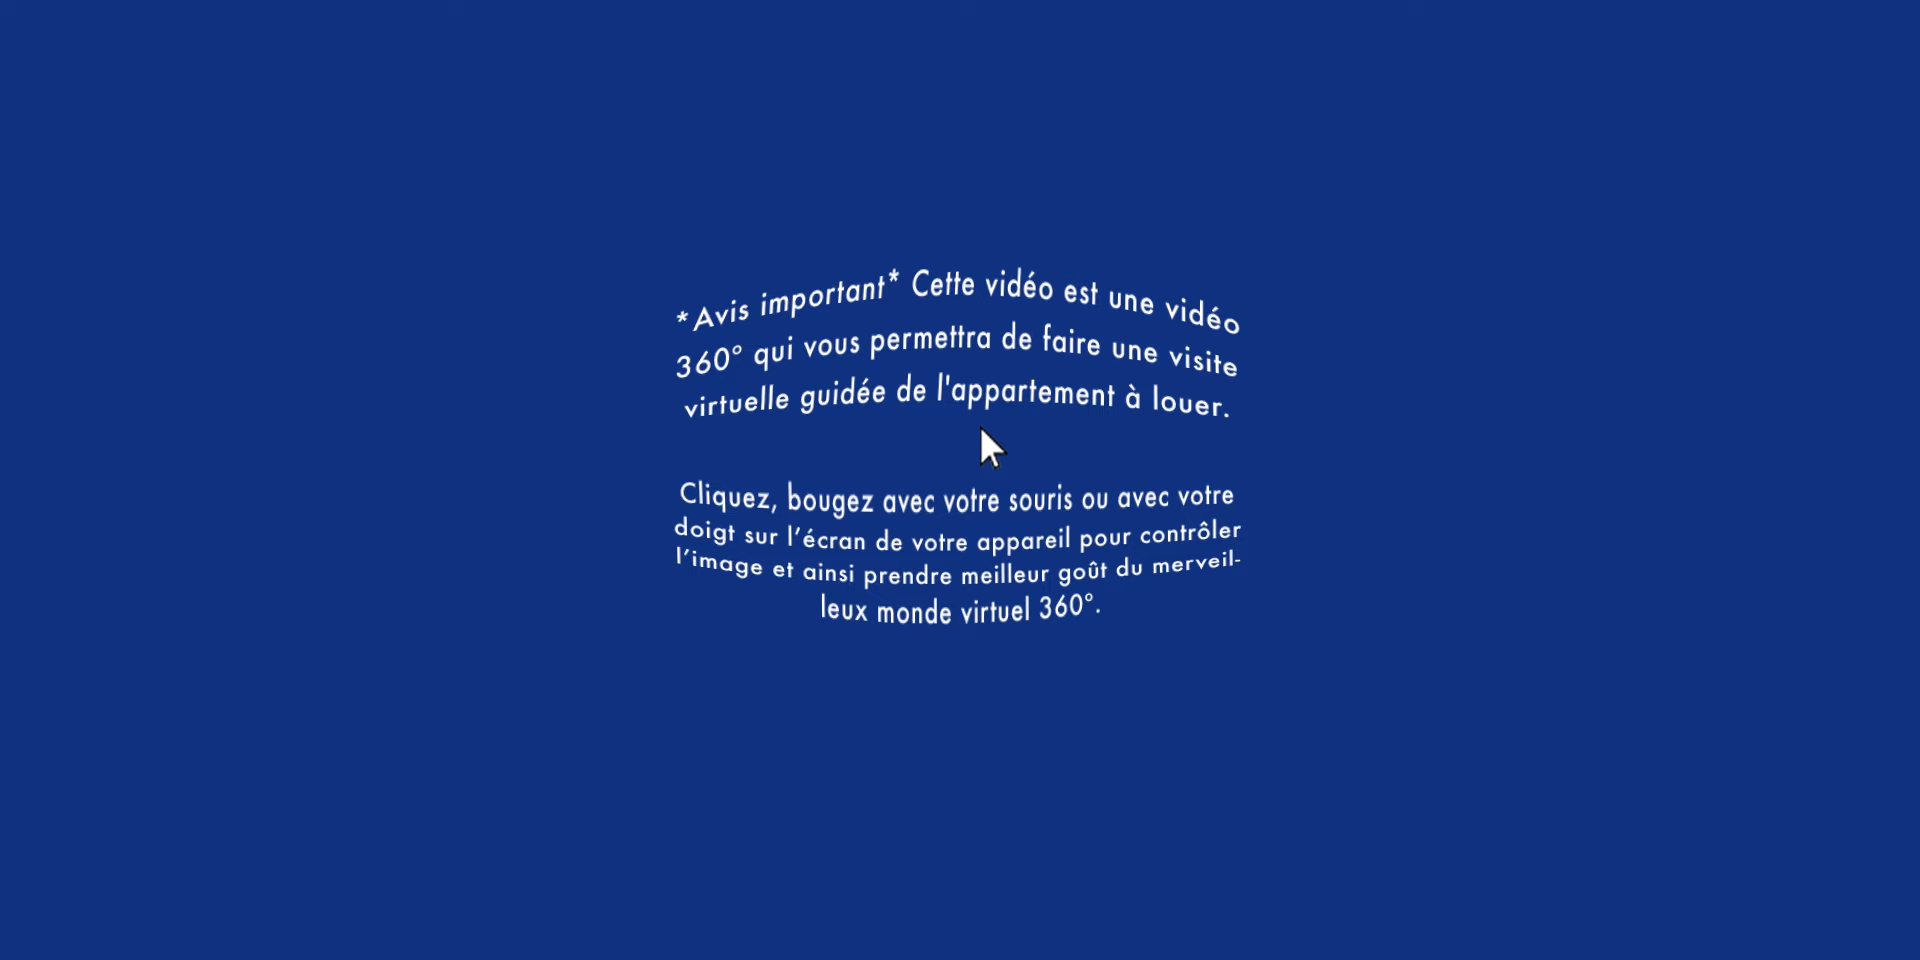 *Avis important* Cette vidéo est une vidéo
360° qui vous permettra de faire une visite
virtuelle guidée de l'appartement à louer.
Cliquez, bougez avec votre souris ou avec votre
doigt sur l’écran de votre appareil pour contrôler
l’image et ainsi prendre meilleur goût du merveil-
leux monde virtuel 360°.